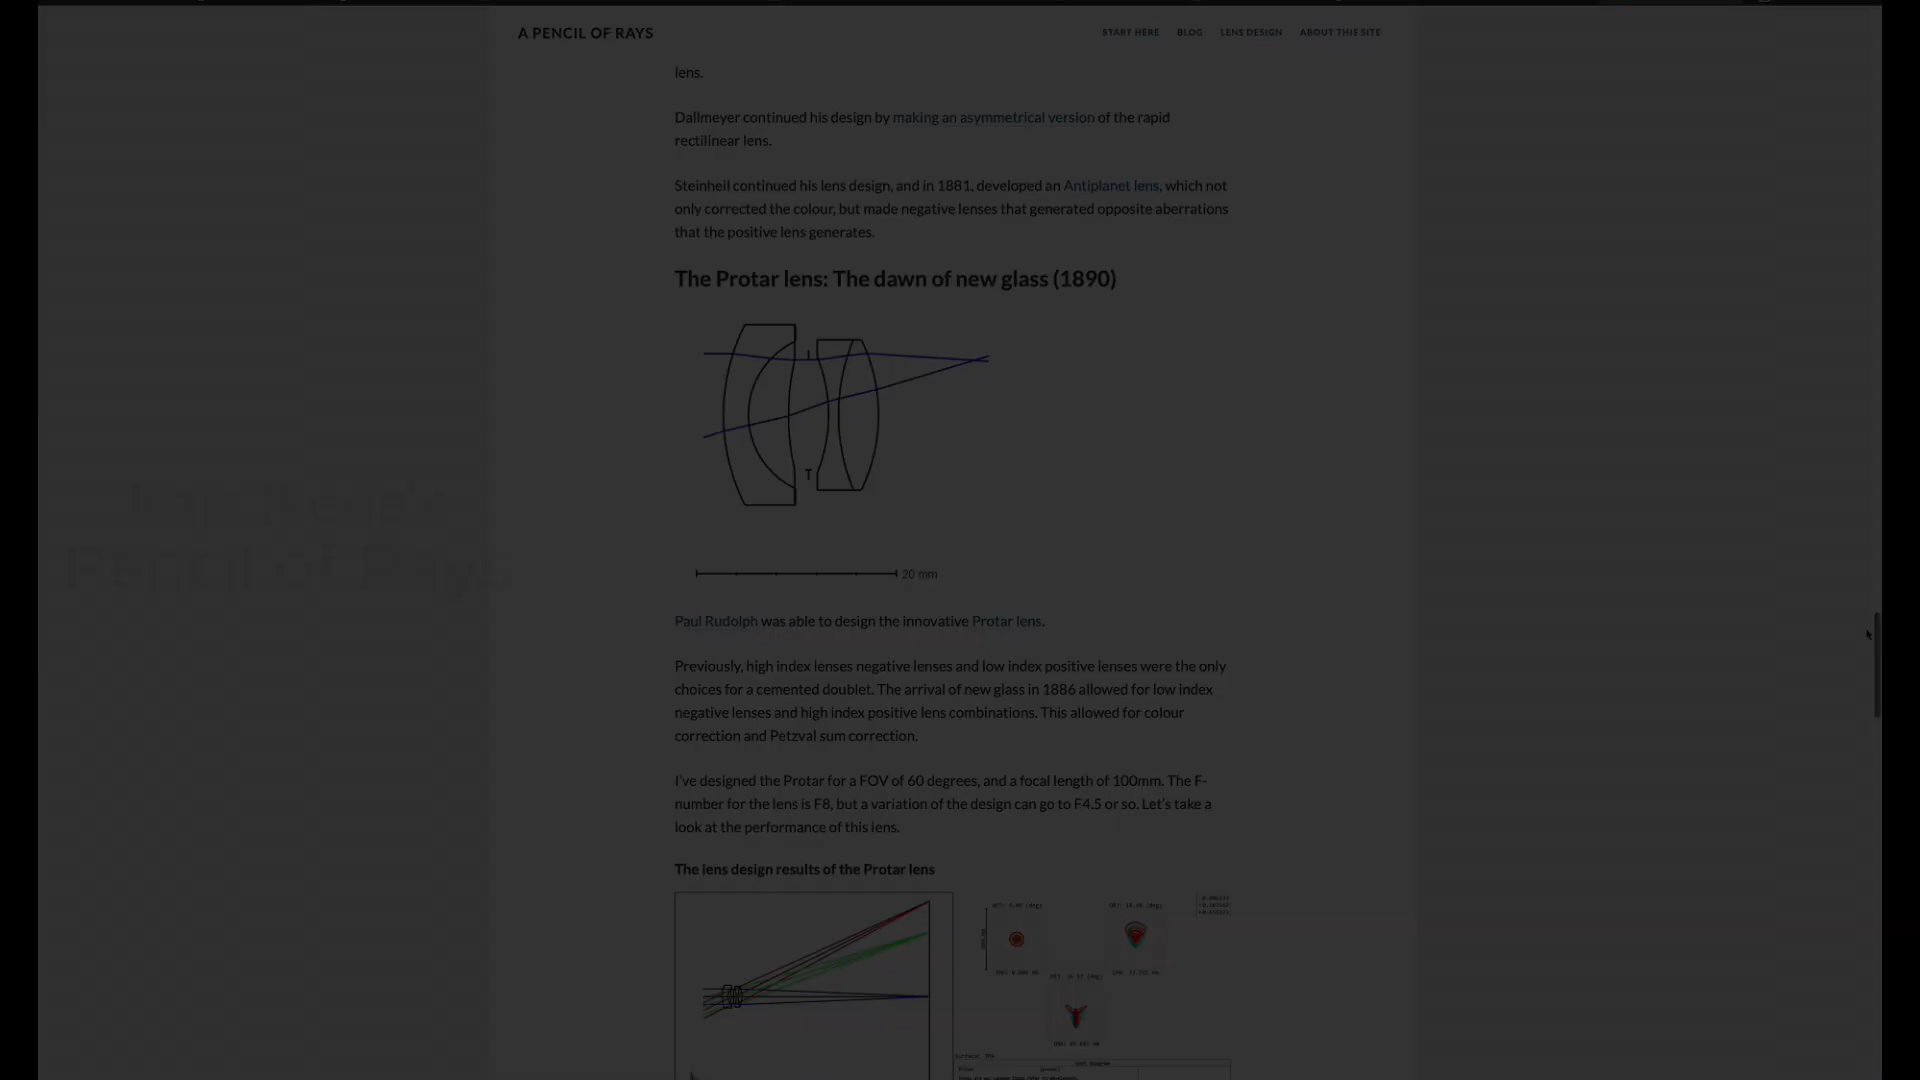 A PENCIL OF RAYS
START HERE BLOG LENS DESIGN ABOUT THIS SITE
lens.
Dallmeyer continued his design by making an asymmetrical version of the rapid
rectilinear lens.
Steinheil continued his lens design, and in 1881, developed an Antiplanet lens, which not
only corrected the colour, but made negative lenses that generated opposite aberrations
that the positive lens generates.
The Protar lens: The dawn of new glass (1890)
20 mm
Pencil of Rays
Paul Rudolph was able to design the innovative Protar lens.
Previously, high index lenses negative lenses and low index positive lenses were the only
choices for a cemented doublet. The arrival of new glass in 1886 allowed for low index
negative lenses and high index positive lens combinations. This allowed for colour
correction and Petzval sum correction.
I've designed the Protar for a FOV of 60 degrees, and a focal length of 100mm. The F-
number for the lens is F8, but a variation of the design can go to F4.5 or so. Let's take a
look at the performance of this lens.
The lens design results of the Protar lens